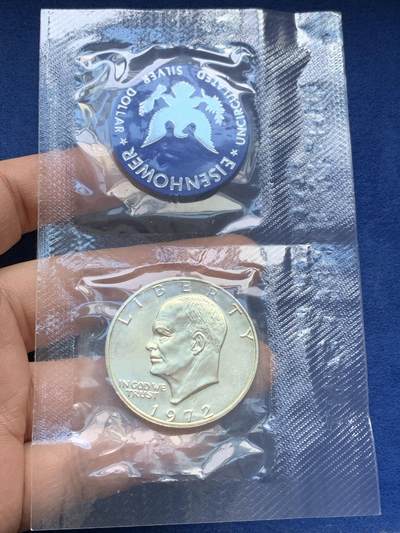 EISENHOWER
UNCIRCULATED SILVER DOLLAR
LIBERTY
IN GOD WE
TRUST
1972